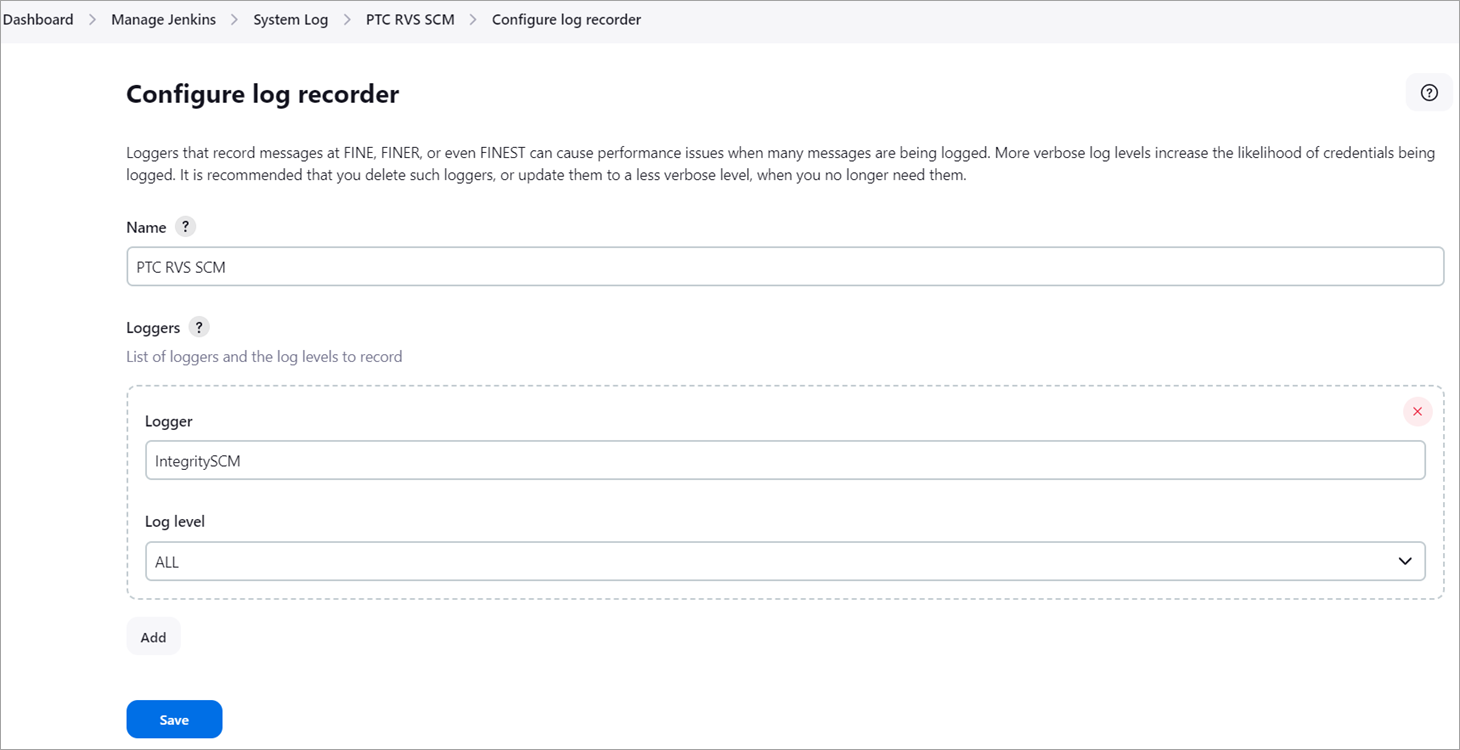 Dashboard > Manage Jenkins > System Log > PTC RVS SCM > Configure log recorder
Configure log recorder
?
Loggers that record messages at FINE, FINER, or even FINEST can cause performance issues when many messages are being logged. More verbose log levels increase the likelihood of credentials being
logged. It is recommended that you delete such loggers, or update them to a less verbose level, when you no longer need them.
Name ?
PTC RVS SCM
Loggers ?
List of loggers and the log levels to record
Logger
IntegritySCM
Log level
ALL
Add
Save